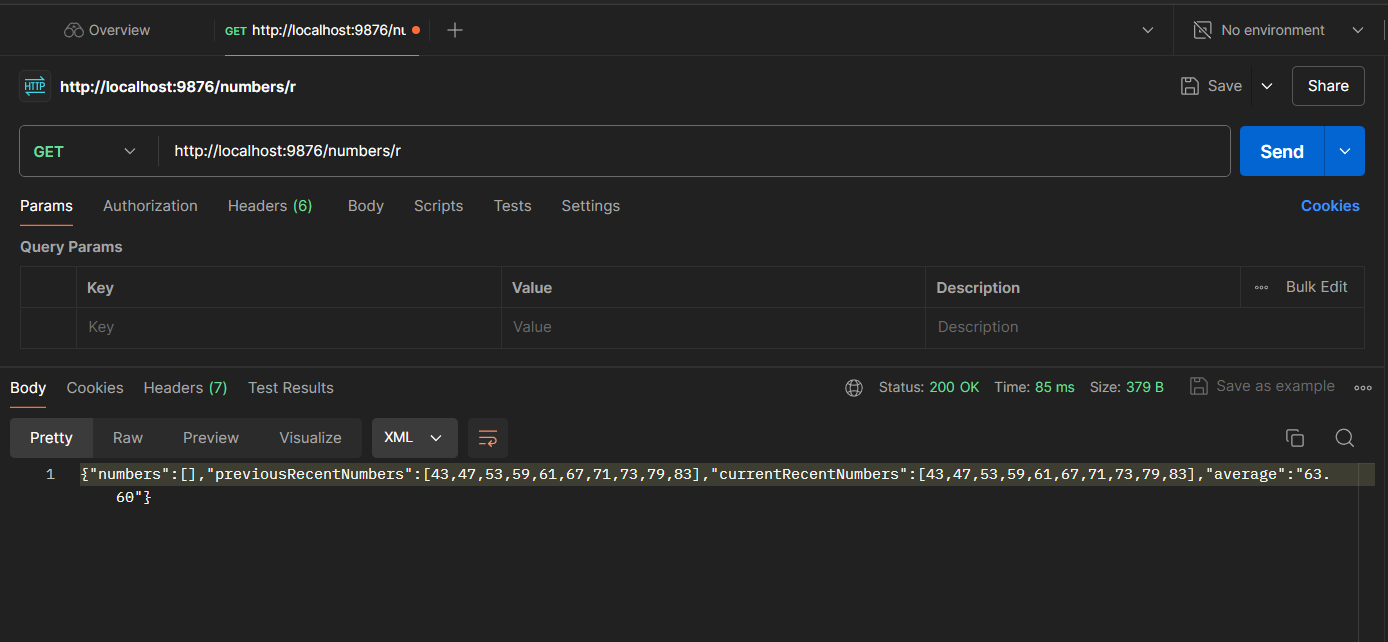 Overview GET http://localhost:9876/nu No environment
HTTP http://localhost:9876/numbers/r Save Share
GET http://localhost:9876/numbers/r Send
Params Authorization Headers (6) Body Scripts Tests Settings Cookies
Query Params
Key Value Description Bulk Edit
Key Value Description
Body Cookies Headers (7) Test Results Status: 200 OK Time: 85 ms Size: 379 B Save as example
Pretty Raw Preview Visualize XML
1 {"numbers":[],"previousRecentNumbers":[43,47,53,59,61,67,71,73,79,83],"currentRecentNumbers":[43,47,53,59,61,67,71,73,79,83],"average":"63.
60"}